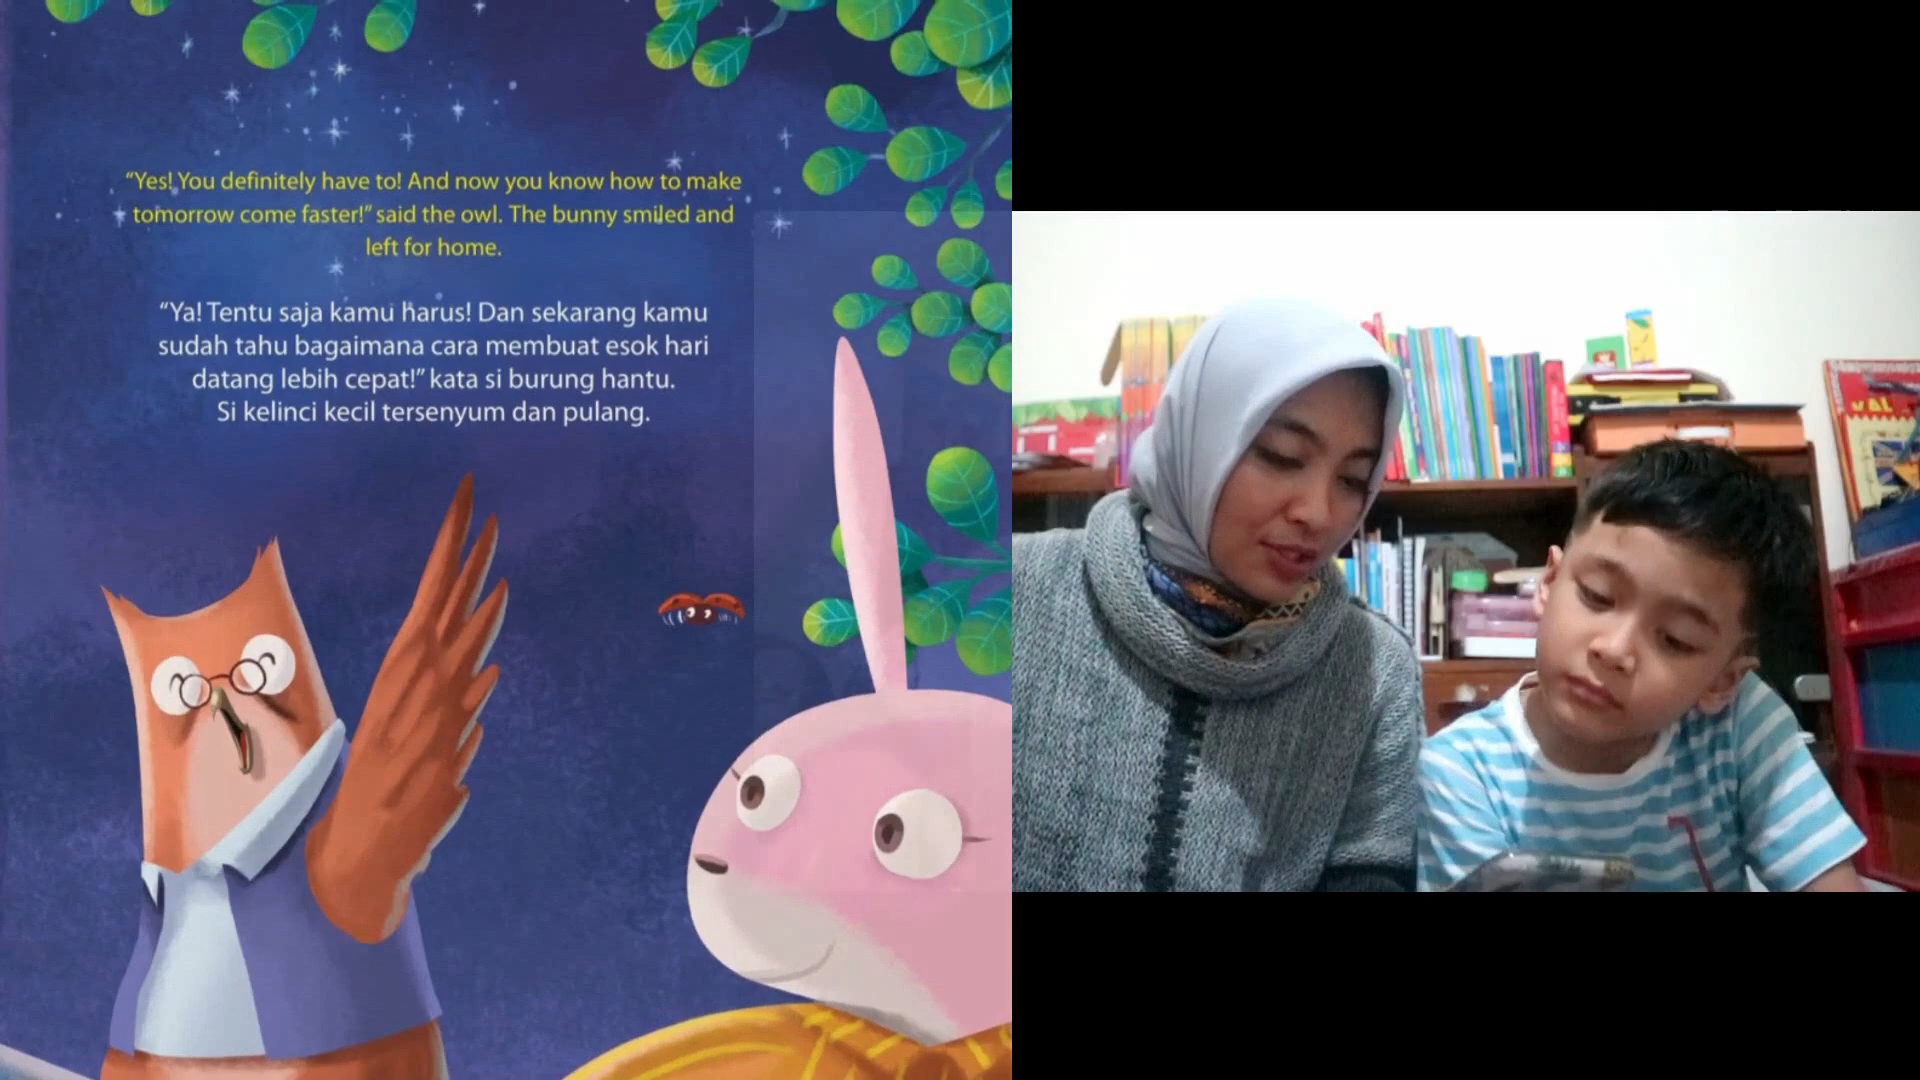 “Yes! You definitely have to! And now you know how to make
tomorrow come faster!” said the owl. The bunny smiled and
left for home.
“Ya! Tentu saja kamu harus! Dan sekarang kamu
sudah tahu bagaimana cara membuat esok hari
datang lebih cepat!” kata si burung hantu.
Si kelinci kecil tersenyum dan pulang.